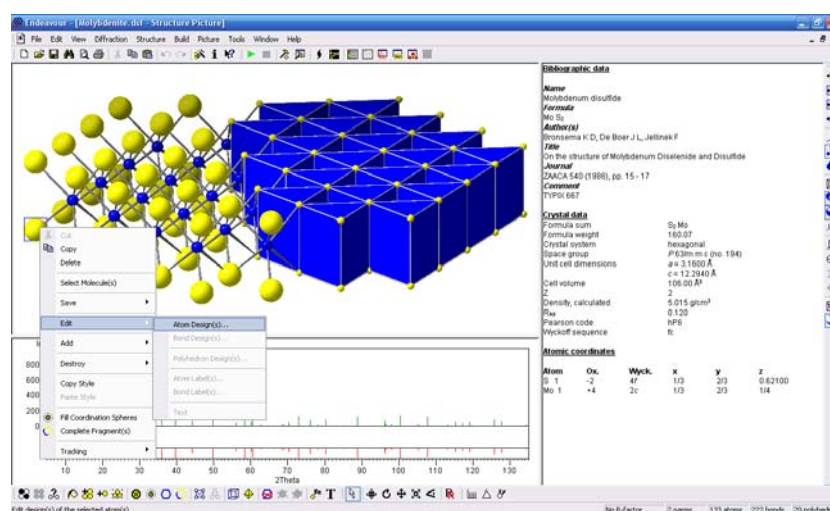 Endeavour - [Molybdenite.dsf - Structure Picture]
File Edit View Diffraction Structure Build Picture Tools Window Help
Cut
Copy
Delete
Select Molecule(s)
Save
Edit
Add
Destroy
Copy Style
Paste Style
Fill Coordination Spheres
Complete Fragment(s)
Tracking
Atom Design(s)...
Bond Design(s)...
Polyhedron Design(s)...
Atom Label(s)...
Bond Label(s)...
Text
800
600
400
200
0
10 20 30 40 50 60 70 80 90 100 110 120 130
2Theta
Bibliographic data
Name
Molybdenum disulfide
Formula
Mo S₂
Author(s)
Bronsema K D, De Boer J L, Jellinek F
Title
On the structure of Molybdenum Diselenide and Disulfide
Journal
ZAACA 540 (1986), pp. 15 - 17
Comment
TYPIX 667
Crystal data
Formula sum S₂ Mo
Formula weight 160.07
Crystal system hexagonal
Space group P 63/m m c (no. 194)
Unit cell dimensions a = 3.1600 Å
c = 12.2940 Å
Cell volume 106.00 Å³
Z 2
Density, calculated 5.015 g/cm³
0.120
Pearson code hP6
Wyckoff sequence fc
Atomic coordinates
Atom Ox. Wyck. x y z
S 1 -2 4f 1/3 2/3 0.62100
Mo 1 +4 2c 1/3 2/3 1/4
Edit design(s) of the selected atom(s)
No R-factor 2 parms 133 atoms 222 bonds 20 polyhedra